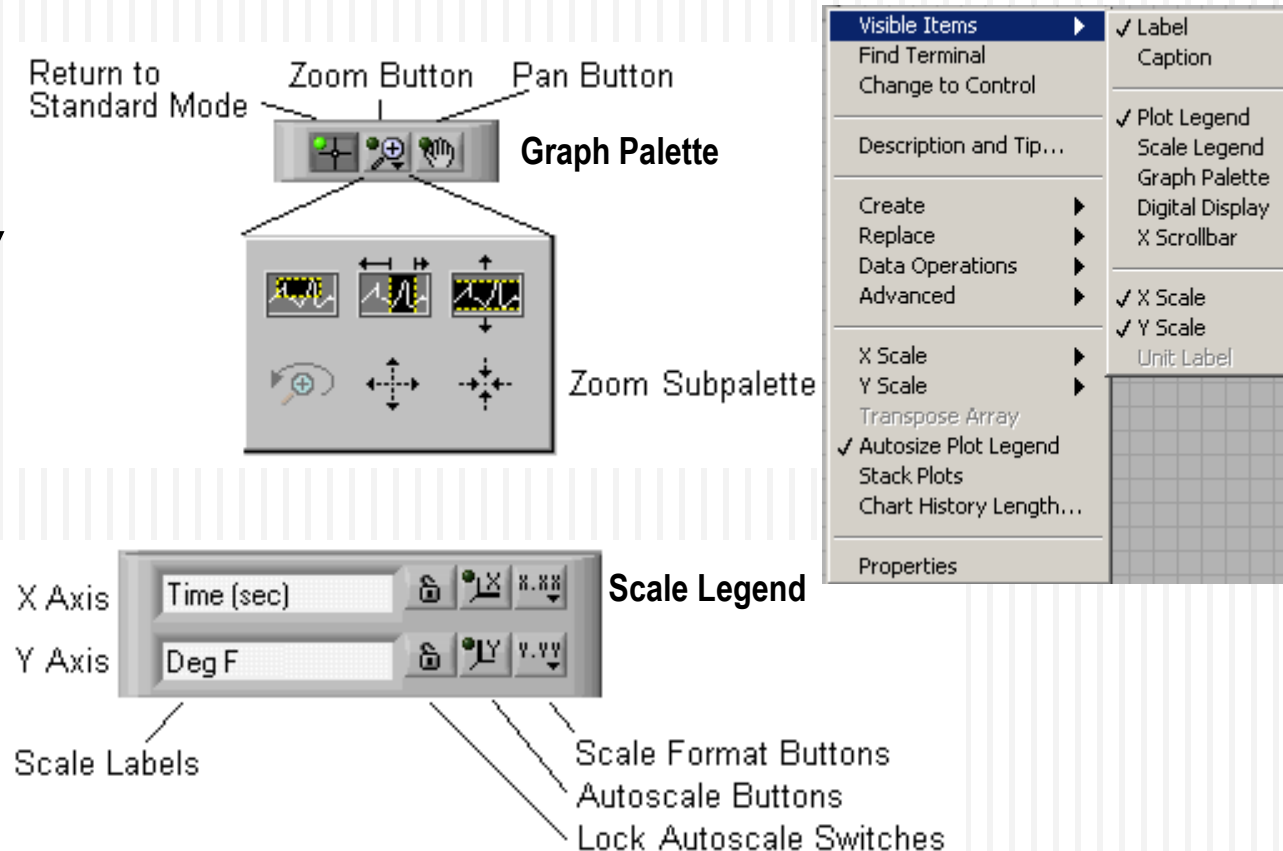 Return to
Standard Mode
Zoom Button
Pan Button
Graph Palette
Zoom Subpalette
Visible Items
Find Terminal
Change to Control
Description and Tip...
Create
Replace
Data Operations
Advanced
X Scale
Y Scale
Transpose Array
✓ Autosize Plot Legend
Stack Plots
Chart History Length...
Properties
✓ Label
Caption
✓ Plot Legend
Scale Legend
Graph Palette
Digital Display
X Scrollbar
✓ X Scale
✓ Y Scale
Unit Label
X Axis
Time (sec)
X
X.XX
Scale Legend
Y Axis
Deg F
Y
Y.YY
Scale Labels
Scale Format Buttons
Autoscale Buttons
Lock Autoscale Switches